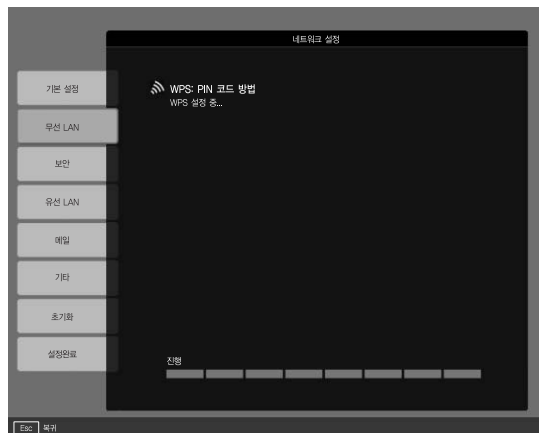 네트워크 설정
기본 설정
무선 LAN
보안
유선 LAN
메일
기타
초기화
설정완료
WPS: PIN 코드 방법
WPS 설정 중...
진행
Esc 복귀